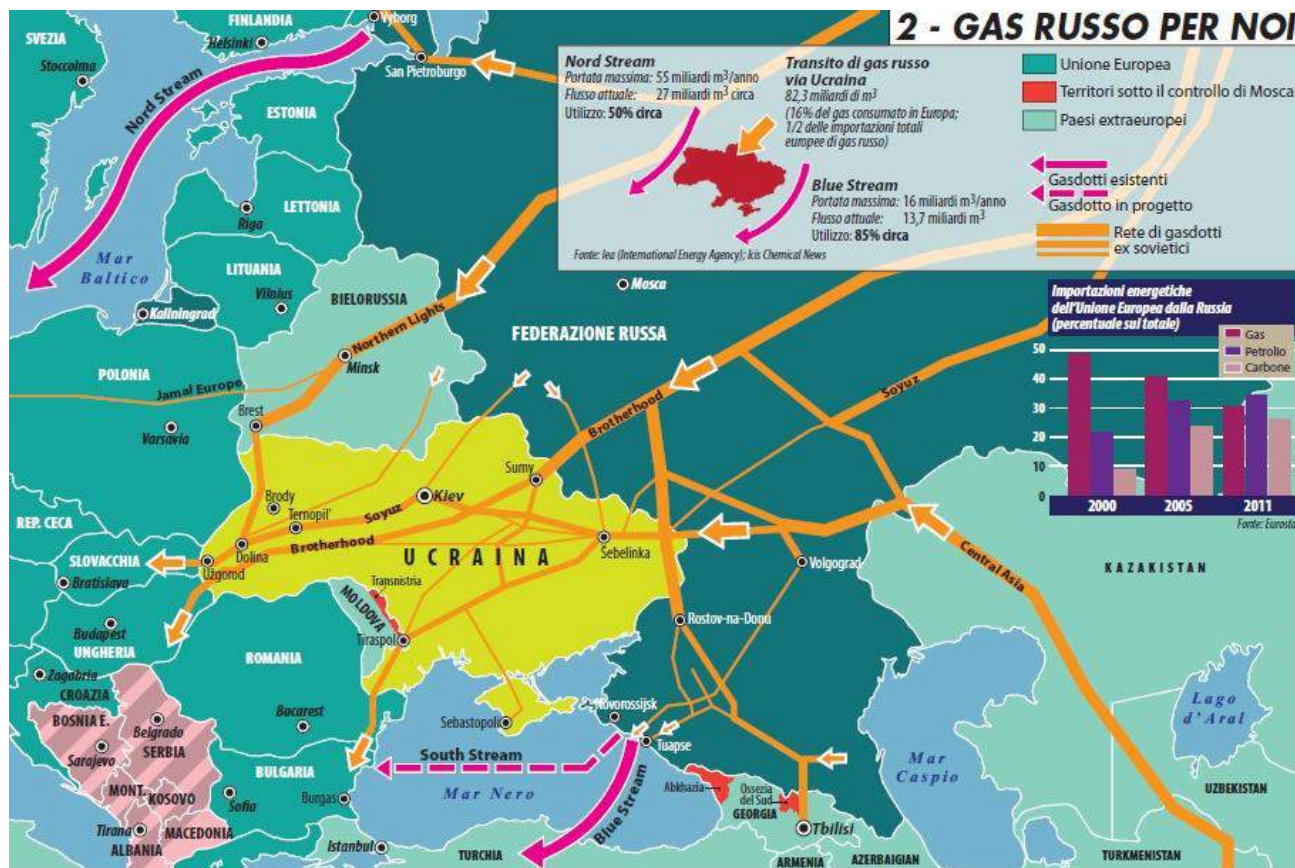 2 - GAS RUSSO PER NOI
Nord Stream
Portata massima: 55 miliardi m³/anno
Flusso attuale: 27 miliardi m³ circa
Utilizzo: 50% circa
Transito di gas russo
via Ucraina
82,3 miliardi di m³
(16% del gas consumato in Europa;
1/2 delle importazioni totali
europee di gas russo)
Blue Stream
Portata massima: 16 miliardi m³/anno
Flusso attuale: 13,7 miliardi m³
Utilizzo: 85% circa
Fonte: Iea (International Energy Agency); Icis Chemical News
Unione Europea
Territori sotto il controllo di Mosca
Paesi extraeuropei
Gasdotti esistenti
Gasdotto in progetto
Rete di gasdotti
ex sovietici
Importazioni energetiche
dell'Unione Europea dalla Russia
(percentuale sul totale)
Gas
Petrolio
Carbone
50
40
30
20
10
0
2000
2005
2011
Fonte: Eurosta
SVEZIA
Stoccolma
FINLANDIA
Helsinki
Vyborg
San Pietroburgo
Nord Stream
ESTONIA
LETTONIA
Riga
Mar
Baltico
LITUANIA
Vilnius
Kaliningrad
BIELORUSSIA
Northern Lights
Minsk
Mosca
FEDERAZIONE RUSSA
POLONIA
Jamal Europe
Brest
Varsavia
Brotherhood
Soyuz
Sumy
Kiev
Brody
Ternopil'
Soyuz
Brotherhood
REP. CECA
SLOVACCHIA
Bratislava
Užgorod
Dolina
UCRAINA
Sebelinka
Volgograd
Central Asia
KAZAKISTAN
Transnistria
MOLDOVA
Tiraspol
Rostov-na-Donu
Budapest
UNGHERIA
ROMANIA
Zagabria
CROAZIA
BOSNIA E.
Sarajevo
Belgrado
SERBIA
Bucarest
Sebastopoli
Novorossijsk
Tuapse
South Stream
Mar Nero
Blue Stream
MONT.
KOSOVO
BULGARIA
Sofia
Burgas
Tirana
ALBANIA
MACEDONIA
Istanbul
TURCHIA
Abkhazia
Ossezia
del Sud
GEORGIA
Tbilisi
ARMENIA
AZERBAIGIAN
Mar
Caspio
Lago
d'Aral
UZBEKISTAN
TURKMENISTAN